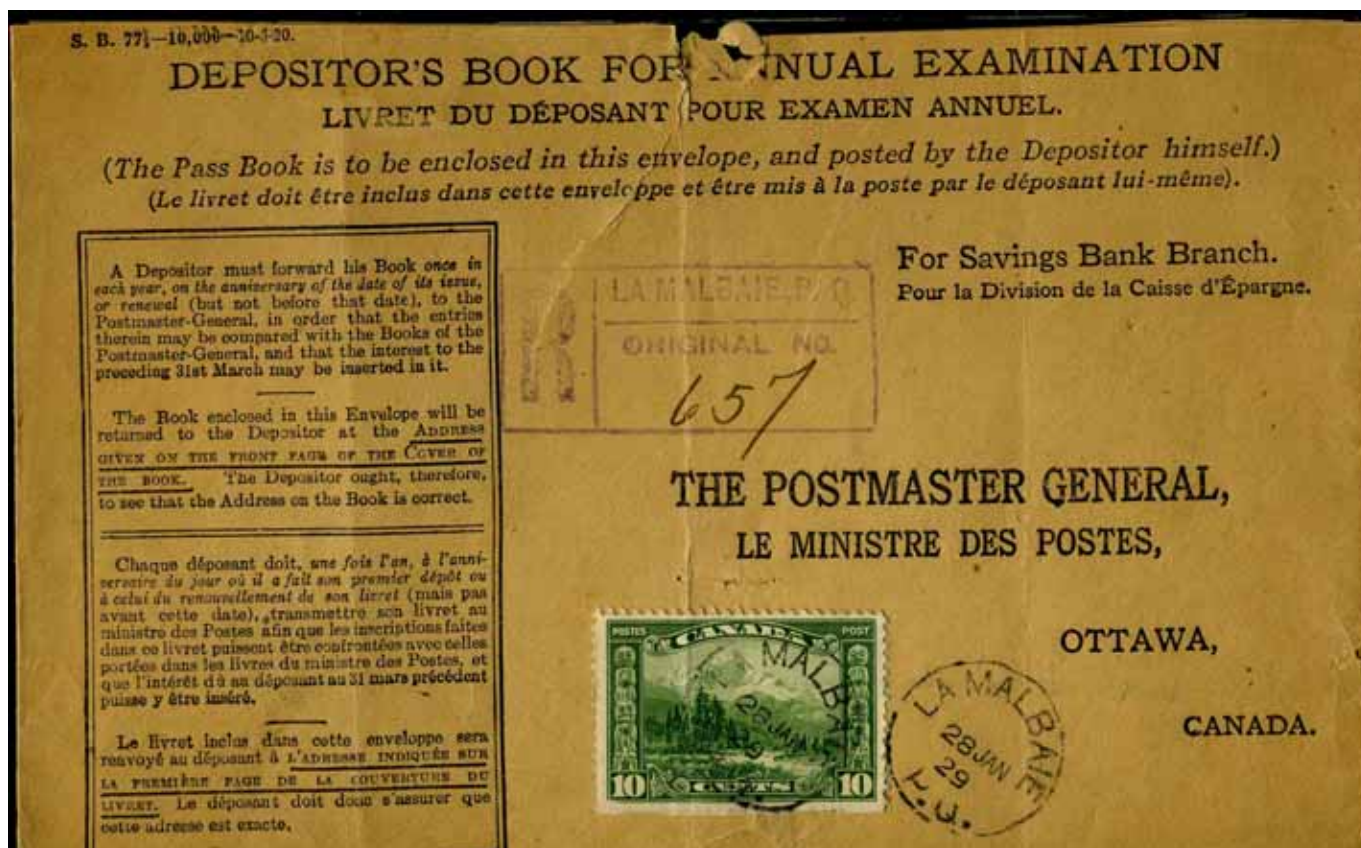 S. B. 77½—10,000—10-3-20.
DEPOSITOR'S BOOK FOR ANNUAL EXAMINATION
LIVRET DU DÉPOSANT POUR EXAMEN ANNUEL.
(The Pass Book is to be enclosed in this envelope, and posted by the Depositor himself.)
(Le livret doit être inclus dans cette enveloppe et être mis à la poste par le déposant lui-même).
A Depositor must forward his Book once in
each year, on the anniversary of the date of its issue,
or renewal (but not before that date), to the
Postmaster-General, in order that the entries
therein may be compared with the Books of the
Postmaster-General, and that the interest to the
preceding 31st March may be inserted in it.
The Book enclosed in this Envelope will be
returned to the Depositor at the ADDRESS
GIVEN ON THE FRONT PAGE OF THE COVER OF
THE BOOK. The Depositor ought, therefore,
to see that the Address on the Book is correct.
Chaque déposant doit, une fois l'an, à l'anni-
versaire du jour où il a fait son premier dépôt ou
à celui du renouvellement de son livret (mais pas
avant cette date), transmettre son livret au
ministre des Postes afin que les inscriptions faites
dans ce livret puissent être confrontées avec celles
portées dans les livres du ministre des Postes, et
que l'intérêt dû au déposant au 31 mars précédent
puisse y être inséré.
Le livret inclus dans cette enveloppe sera
renvoyé au déposant à L'ADRESSE INDIQUÉE SUR
LA PREMIÈRE PAGE DE LA COUVERTURE DU
LIVRET. Le déposant doit donc s'assurer que
cette adresse est exacte.
LA MALBAIE, P. Q.
ORIGINAL NO.
657
For Savings Bank Branch.
Pour la Division de la Caisse d'Épargne.
THE POSTMASTER GENERAL,
LE MINISTRE DES POSTES,
OTTAWA,
CANADA.
POSTES CANADA POST
10 CENTS 10
MALBAIE
28 JAN
29
LA MALBAIE
28 JAN
29
P.Q.